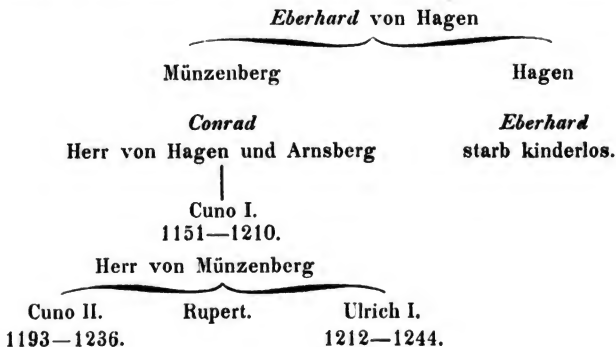 Eberhard von Hagen
Münzenberg Hagen
Conrad Eberhard
Herr von Hagen und Arnsberg starb kinderlos.
Cuno I.
1151—1210.
Herr von Münzenberg
Cuno II. Rupert. Ulrich I.
1193—1236. 1212—1244.